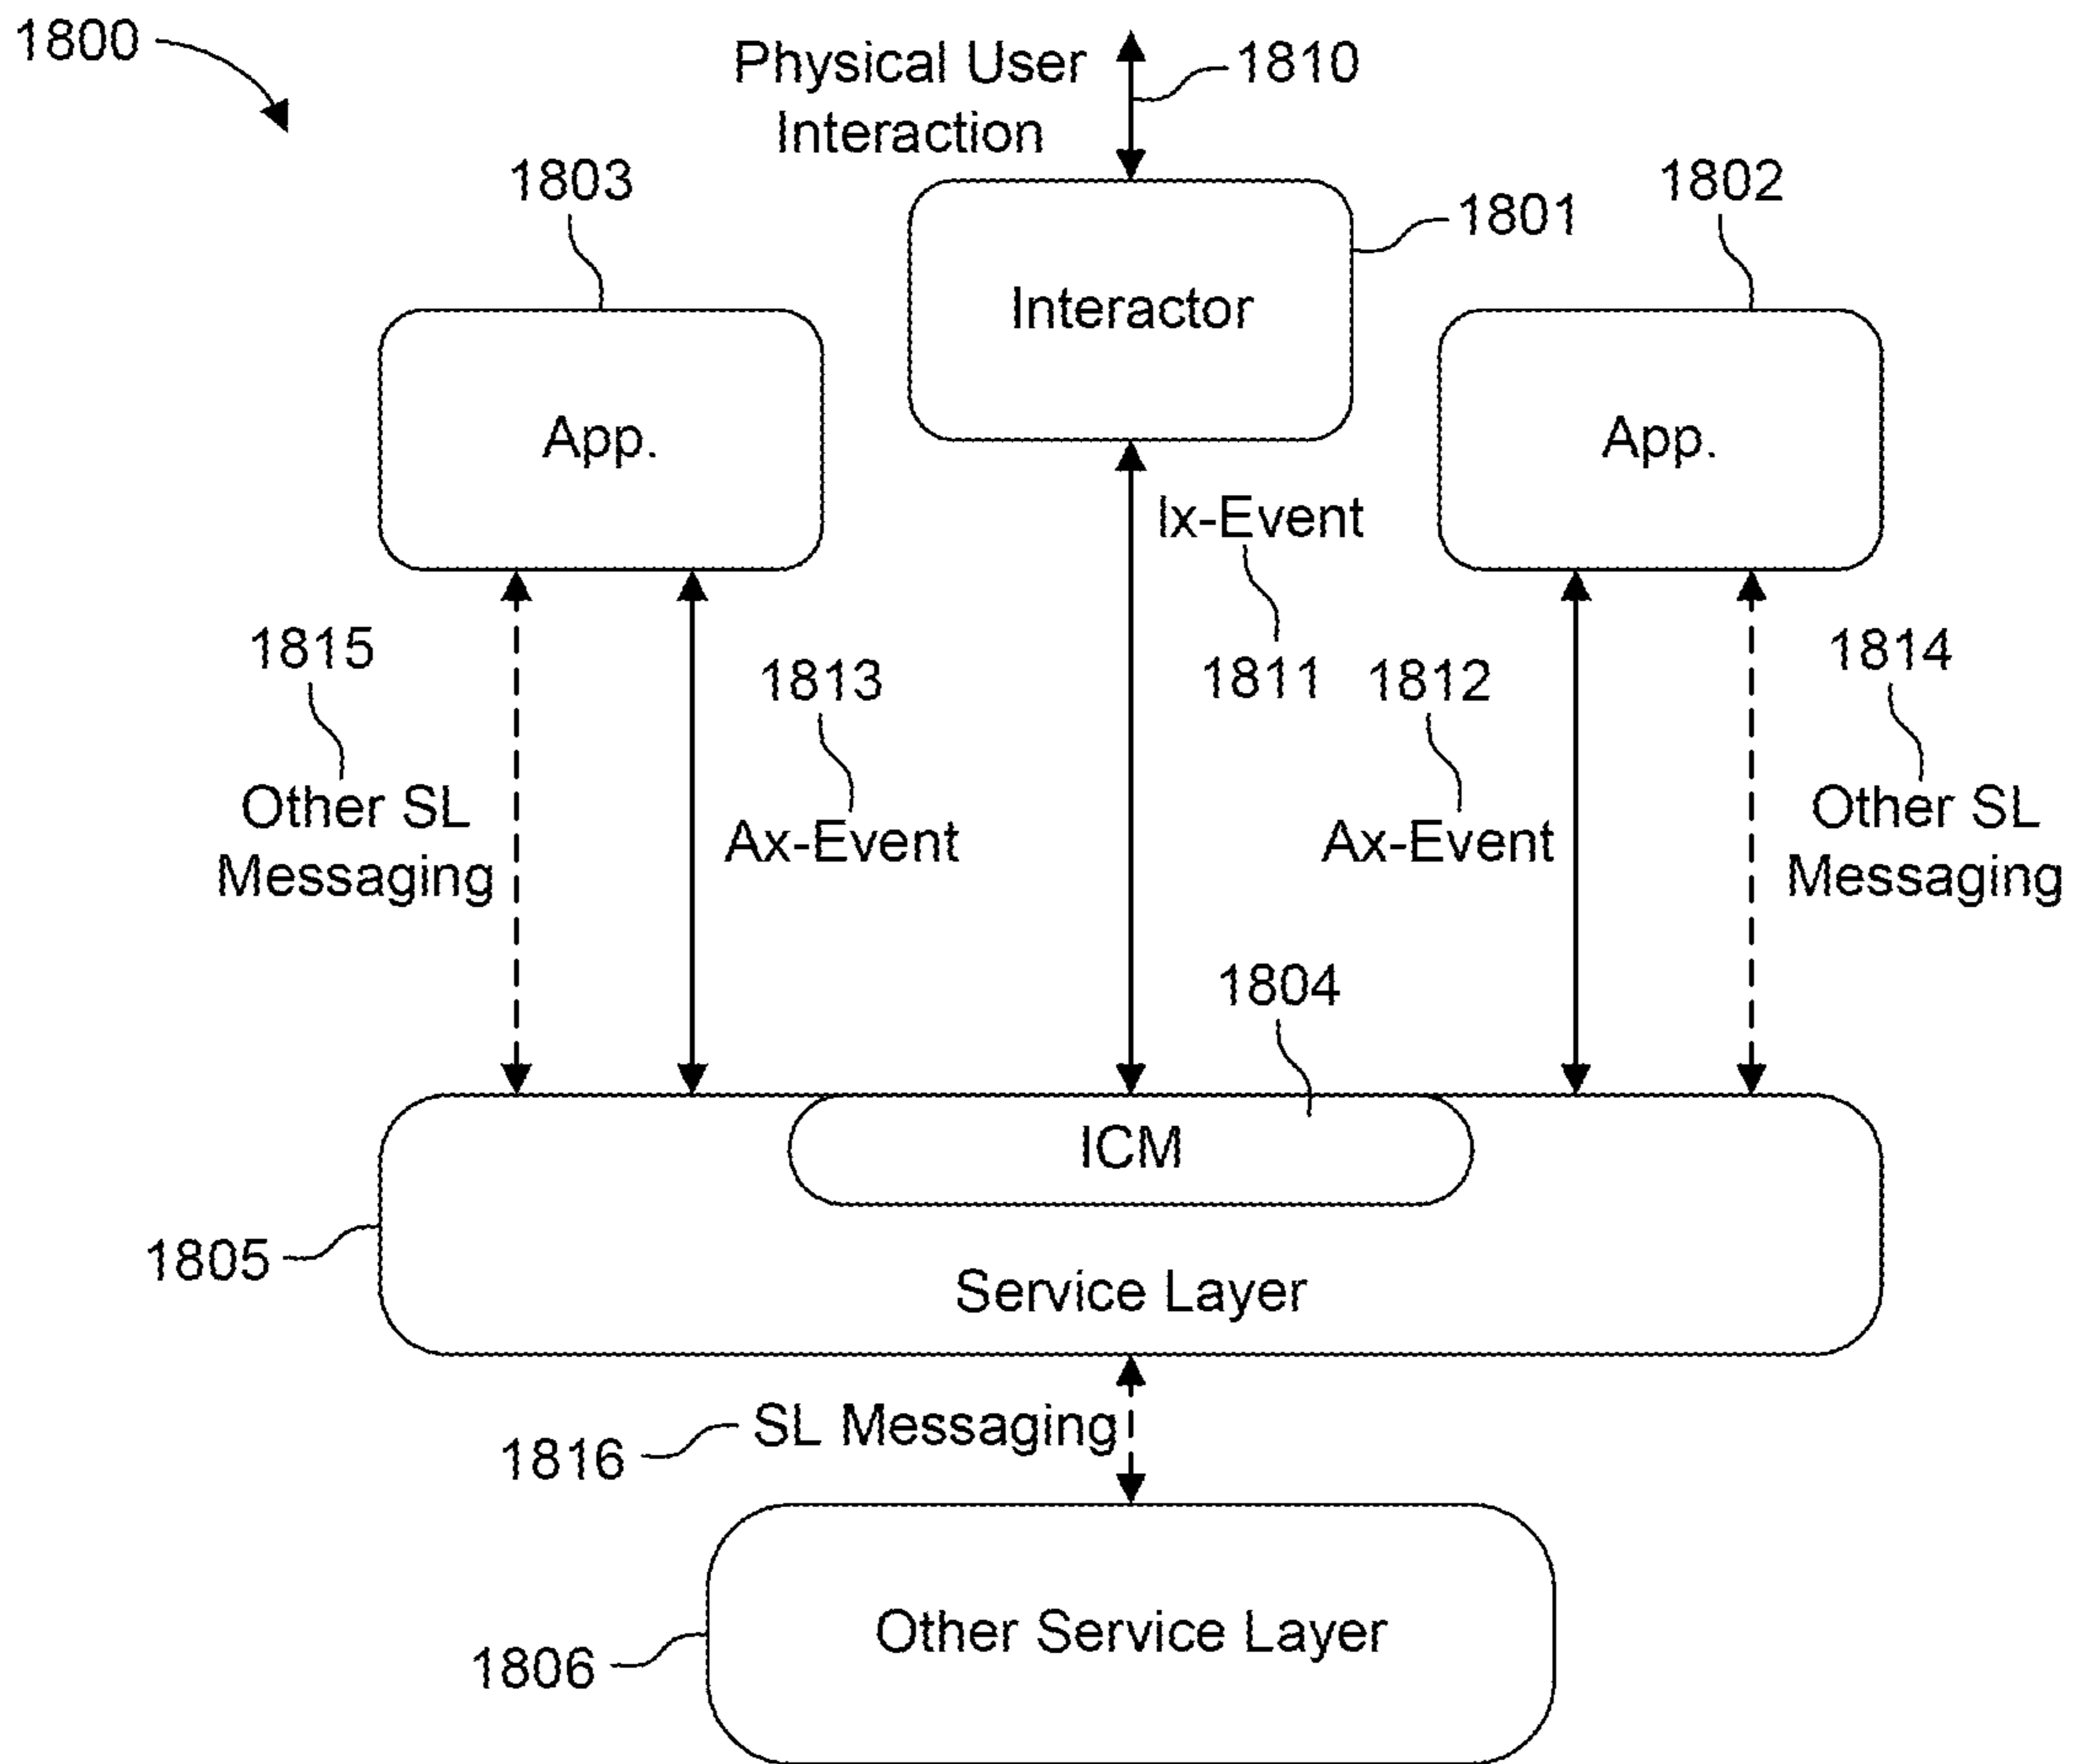 1800
Physical User
Interaction
1810
1803
1801
1802
Interactor
App.
App.
Ix-Event
1815
1813
1811
1812
1814
Other SL
Messaging
Ax-Event
Ax-Event
Other SL
Messaging
1804
ICM
1805
Service Layer
SL Messaging
1816
Other Service Layer
1806